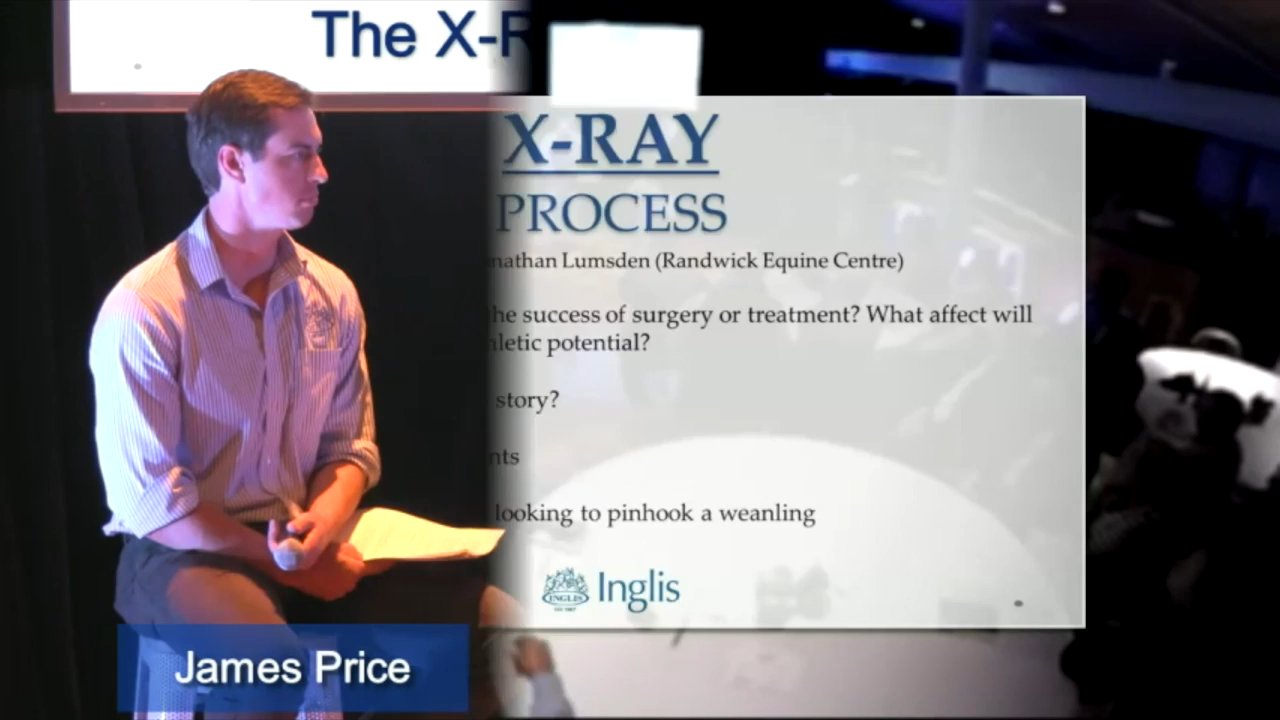 The X-R
X-RAY
PROCESS
nathan Lumsden (Randwick Equine Centre)
he success of surgery or treatment? What affect will
letic potential?
story?
nts
looking to pinhook a weanling
INGLIS
Inglis
James Price